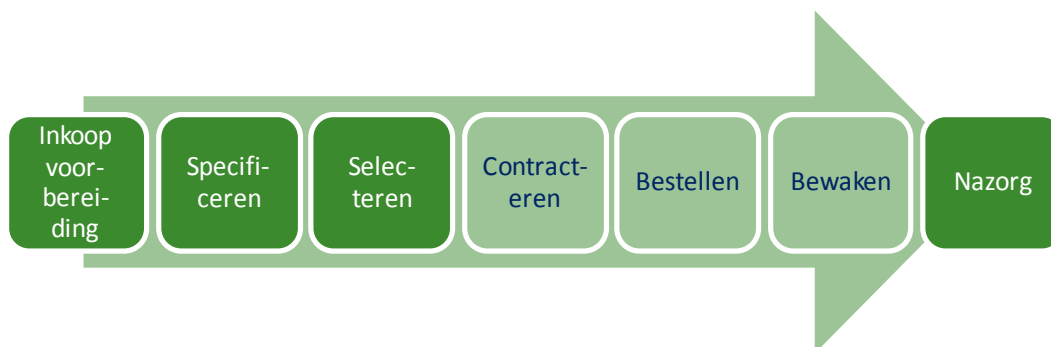 Inkoop
voor-
berei-
ding
Specifi-
ceren
Selec-
teren
Contract-
eren
Bestellen
Bewaken
Nazorg